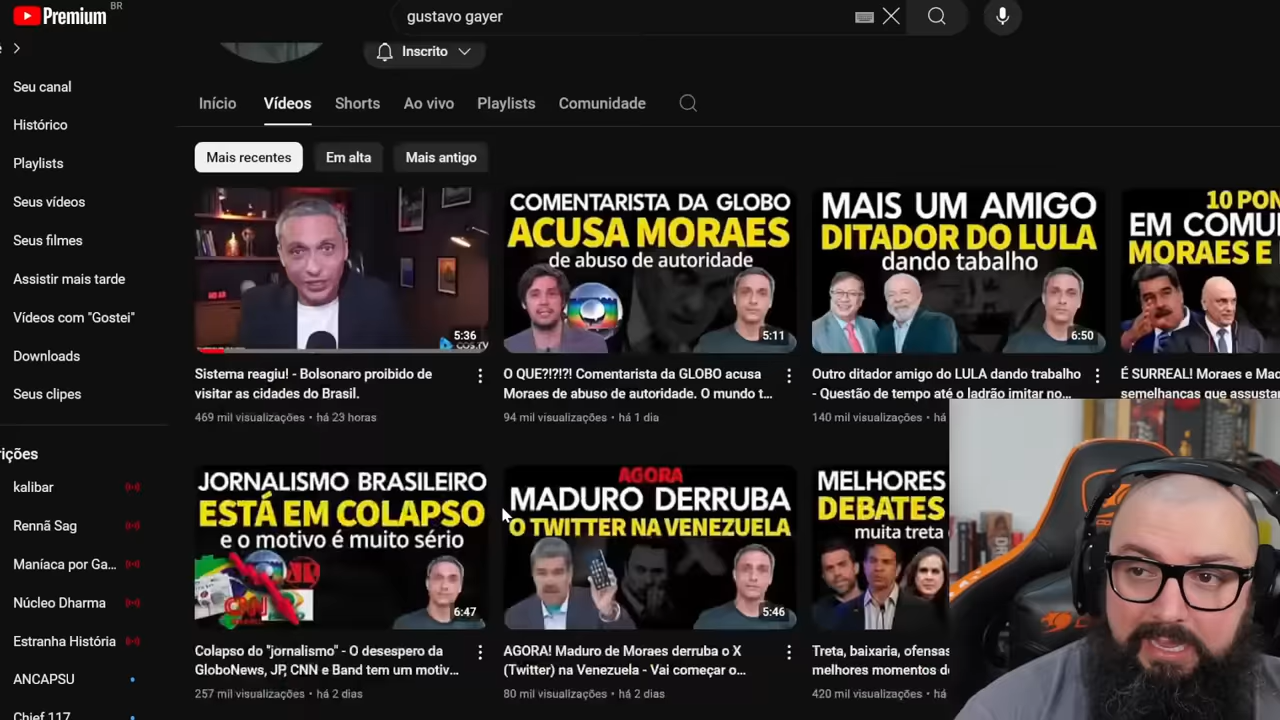 Premium BR
gustavo gayer
Inscrito
Seu canal
Histórico
Playlists
Seus vídeos
Seus filmes
Assistir mais tarde
Vídeos com "Gostei"
Downloads
Seus clipes
rições
kalibar
Rennã Sag
Maníaca por Ga...
Núcleo Dharma
Estranha História
ANCAPSU
Chief 117
Início
Vídeos
Shorts
Ao vivo
Playlists
Comunidade
Mais recentes
Em alta
Mais antigo
5:36
Sistema reagiu! - Bolsonaro proibido de
visitar as cidades do Brasil.
469 mil visualizações • há 23 horas
COMENTARISTA DA GLOBO
ACUSA MORAES
de abuso de autoridade
5:11
O QUE?!?!?! Comentarista da GLOBO acusa
Moraes de abuso de autoridade. O mundo t...
94 mil visualizações • há 1 dia
MAIS UM AMIGO
DITADOR DO LULA
dando tabalho
6:50
Outro ditador amigo do LULA dando trabalho
- Questão de tempo até o ladrão imitar no...
140 mil visualizações • há
10 PON
EM COMU
MORAES E
É SURREAL! Moraes e Mad
semelhanças que assustar
JORNALISMO BRASILEIRO
ESTÁ EM COLAPSO
e o motivo é muito sério
CNN
6:47
Colapso do "jornalismo" - O desespero da
GloboNews, JP, CNN e Band tem um motiv...
257 mil visualizações • há 2 dias
AGORA
MADURO DERRUBA
O TWITTER NA VENEZUELA
5:46
AGORA! Maduro de Moraes derruba o X
(Twitter) na Venezuela - Vai começar o...
80 mil visualizações • há 2 dias
MELHORES
DEBATES
muita treta
Treta, baixaria, ofensas
melhores momentos d
420 mil visualizações • há